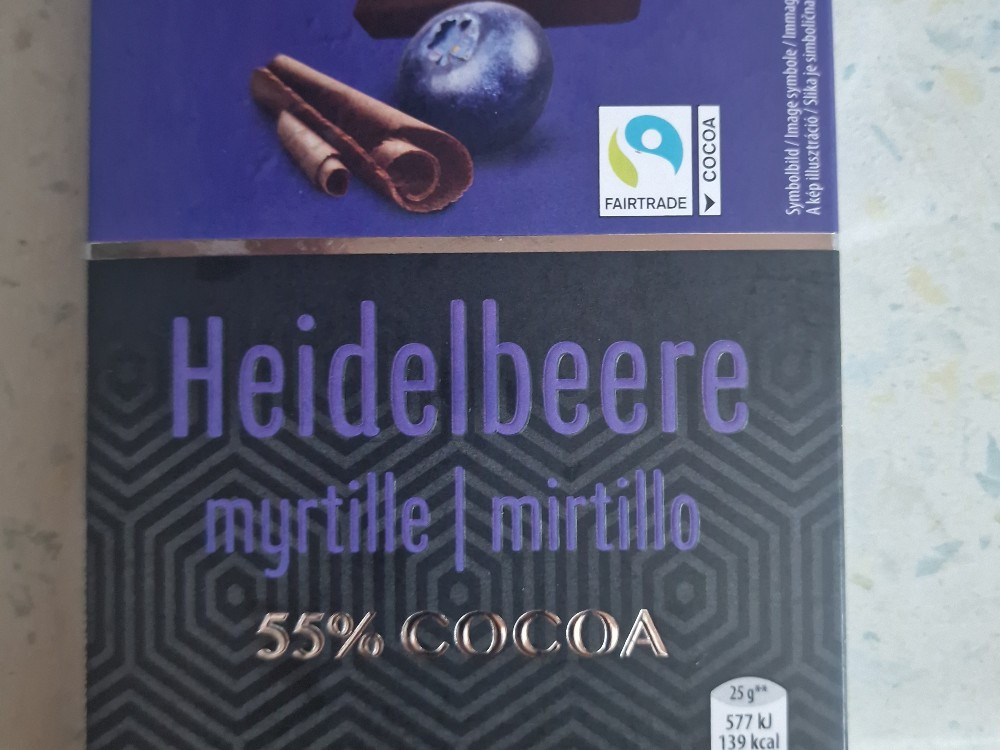 Symbolbild / Image symbole / Immag
A kép illusztráció / Slika je simbolična
FAIRTRADE
COCOA
Heidelbeere
myrtille | mirtillo
55% COCOA
25 g**
577 kJ
139 kcal